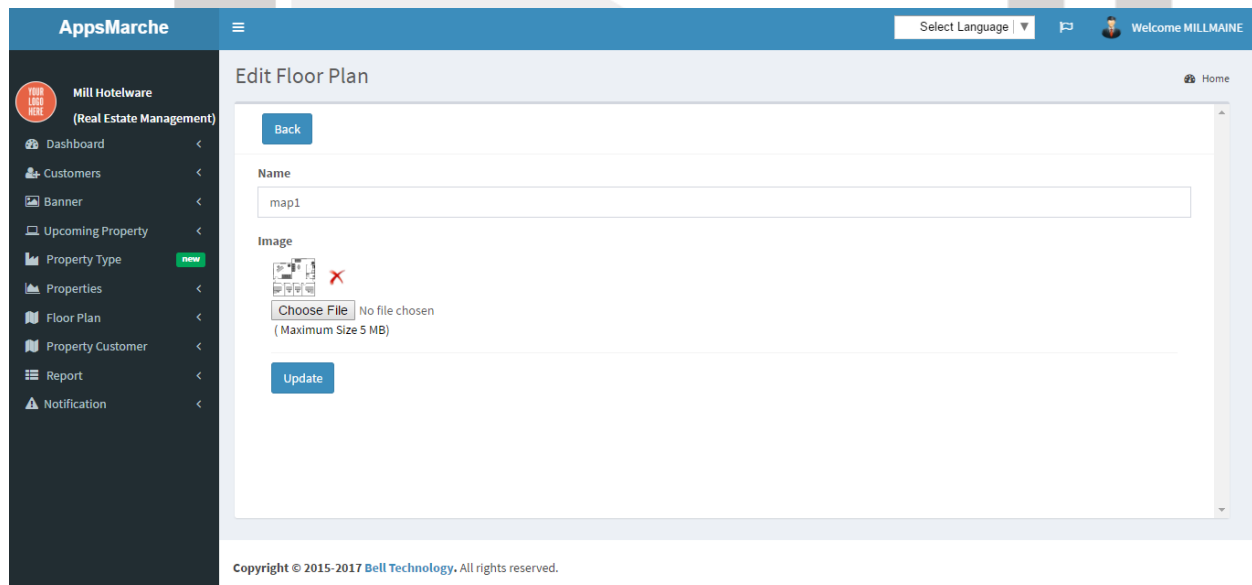 AppsMarche
Select Language
Welcome MILLMAINE
YOUR
LOGO
HERE
Mill Hotelware
(Real Estate Management)
Dashboard
Customers
Banner
Upcoming Property
Property Type new
Properties
Floor Plan
Property Customer
Report
Notification
Edit Floor Plan
Home
Back
Name
map1
Image
Choose File No file chosen
( Maximum Size 5 MB)
Update
Copyright © 2015-2017 Bell Technology. All rights reserved.